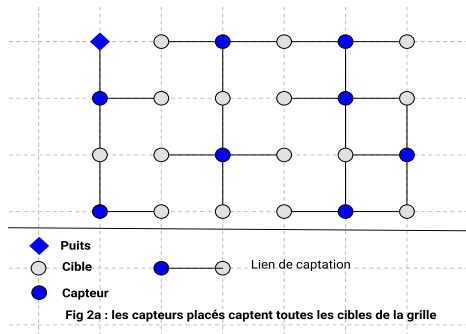 Puits
Cible
Lien de captation
Capteur
Fig 2a : les capteurs placés captent toutes les cibles de la grille